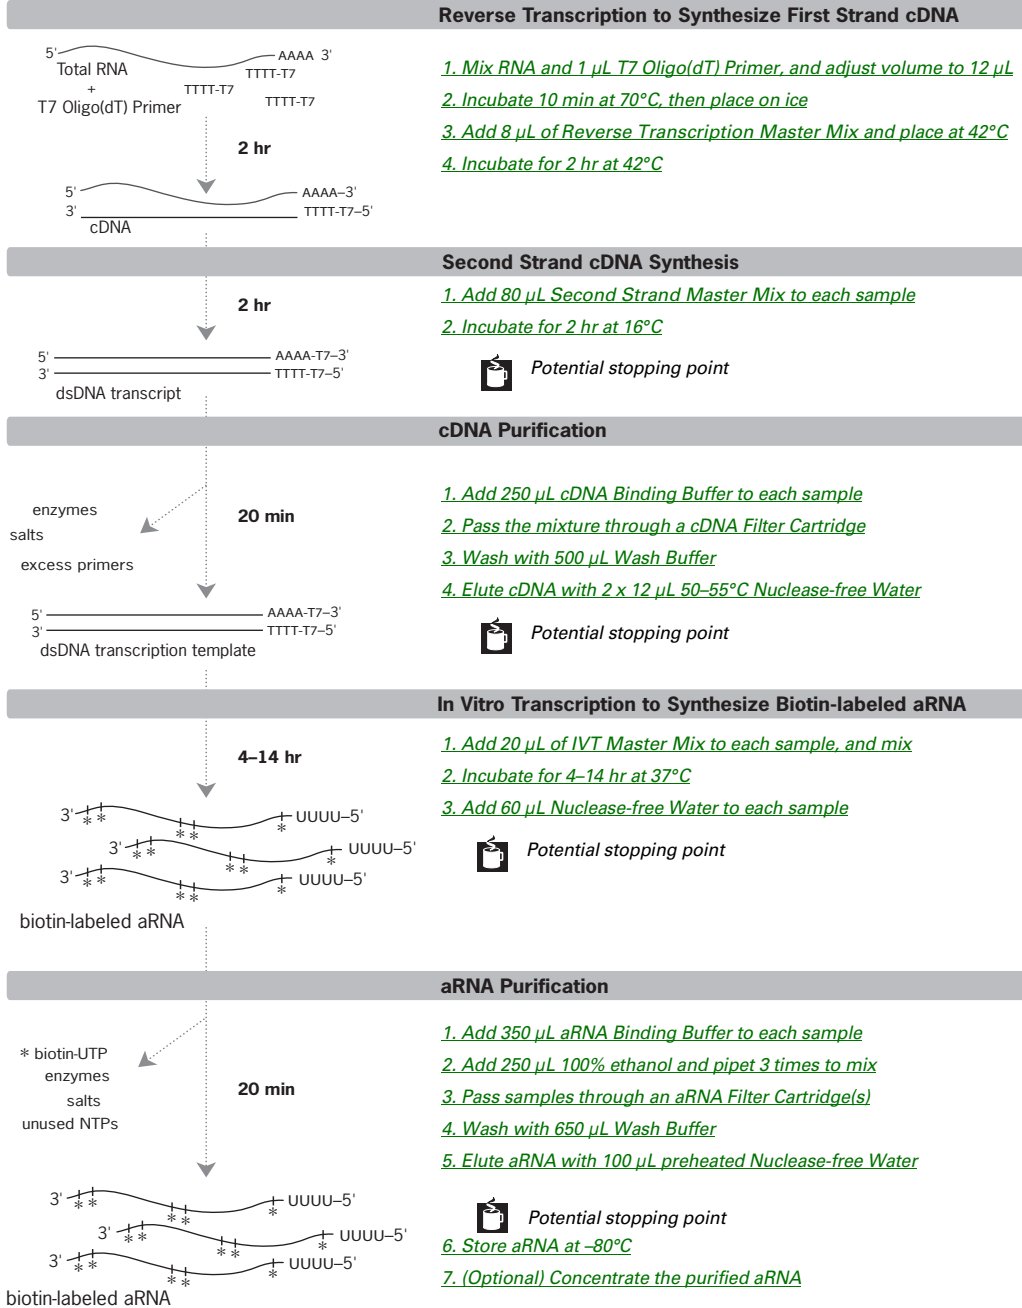 Reverse Transcription to Synthesize First Strand cDNA
5' AAAA 3'
Total RNA
+
T7 Oligo(dT) Primer
TTTT-T7
TTTT-T7
TTTT-T7
2 hr
1. Mix RNA and 1 µL T7 Oligo(dT) Primer, and adjust volume to 12 µL
2. Incubate 10 min at 70°C, then place on ice
3. Add 8 µL of Reverse Transcription Master Mix and place at 42°C
4. Incubate for 2 hr at 42°C
5' AAAA–3'
3' TTTT-T7–5'
cDNA
Second Strand cDNA Synthesis
2 hr
1. Add 80 µL Second Strand Master Mix to each sample
2. Incubate for 2 hr at 16°C
Potential stopping point
5' AAAA-T7–3'
3' TTTT-T7–5'
dsDNA transcript
cDNA Purification
enzymes
salts
excess primers
20 min
1. Add 250 µL cDNA Binding Buffer to each sample
2. Pass the mixture through a cDNA Filter Cartridge
3. Wash with 500 µL Wash Buffer
4. Elute cDNA with 2 x 12 µL 50–55°C Nuclease-free Water
Potential stopping point
5' AAAA-T7–3'
3' TTTT-T7–5'
dsDNA transcription template
In Vitro Transcription to Synthesize Biotin-labeled aRNA
4–14 hr
1. Add 20 µL of IVT Master Mix to each sample, and mix
2. Incubate for 4–14 hr at 37°C
3. Add 60 µL Nuclease-free Water to each sample
Potential stopping point
3' * * * * * UUUU–5'
3' * * * * * UUUU–5'
3' * * * * * UUUU–5'
biotin-labeled aRNA
aRNA Purification
* biotin-UTP
enzymes
salts
unused NTPs
20 min
1. Add 350 µL aRNA Binding Buffer to each sample
2. Add 250 µL 100% ethanol and pipet 3 times to mix
3. Pass samples through an aRNA Filter Cartridge(s)
4. Wash with 650 µL Wash Buffer
5. Elute aRNA with 100 µL preheated Nuclease-free Water
Potential stopping point
6. Store aRNA at –80°C
7. (Optional) Concentrate the purified aRNA
3' * * * * * UUUU–5'
3' * * * * * UUUU–5'
3' * * * * * UUUU–5'
biotin-labeled aRNA